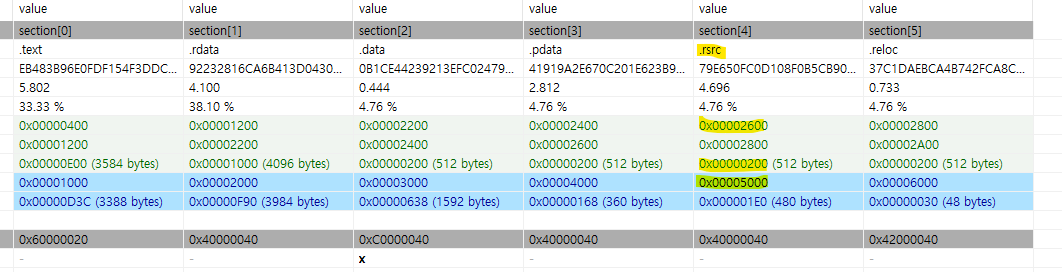 value value value value value value
section[0] section[1] section[2] section[3] section[4] section[5]
.text .rdata .data .pdata .rsrc .reloc
EB483B96E0FDF154F3DDC... 92232816CA6B413D0430... 0B1CE44239213EFC02479... 41919A2E670C201E623B9... 79E650FC0D108F0B5CB90... 37C1DAEBCA4B742FCA8C...
5.802 4.100 0.444 2.812 4.696 0.733
33.33 % 38.10 % 4.76 % 4.76 % 4.76 % 4.76 %
0x00000400 0x00001200 0x00002200 0x00002400 0x00002600 0x00002800
0x00001200 0x00002200 0x00002400 0x00002600 0x00002800 0x00002A00
0x00000E00 (3584 bytes) 0x00001000 (4096 bytes) 0x00000200 (512 bytes) 0x00000200 (512 bytes) 0x00000200 (512 bytes) 0x00000200 (512 bytes)
0x00001000 0x00002000 0x00003000 0x00004000 0x00005000 0x00006000
0x00000D3C (3388 bytes) 0x00000F90 (3984 bytes) 0x00000638 (1592 bytes) 0x00000168 (360 bytes) 0x000001E0 (480 bytes) 0x00000030 (48 bytes)
0x60000020 0x40000040 0xC0000040 0x40000040 0x40000040 0x42000040
- - x - - -